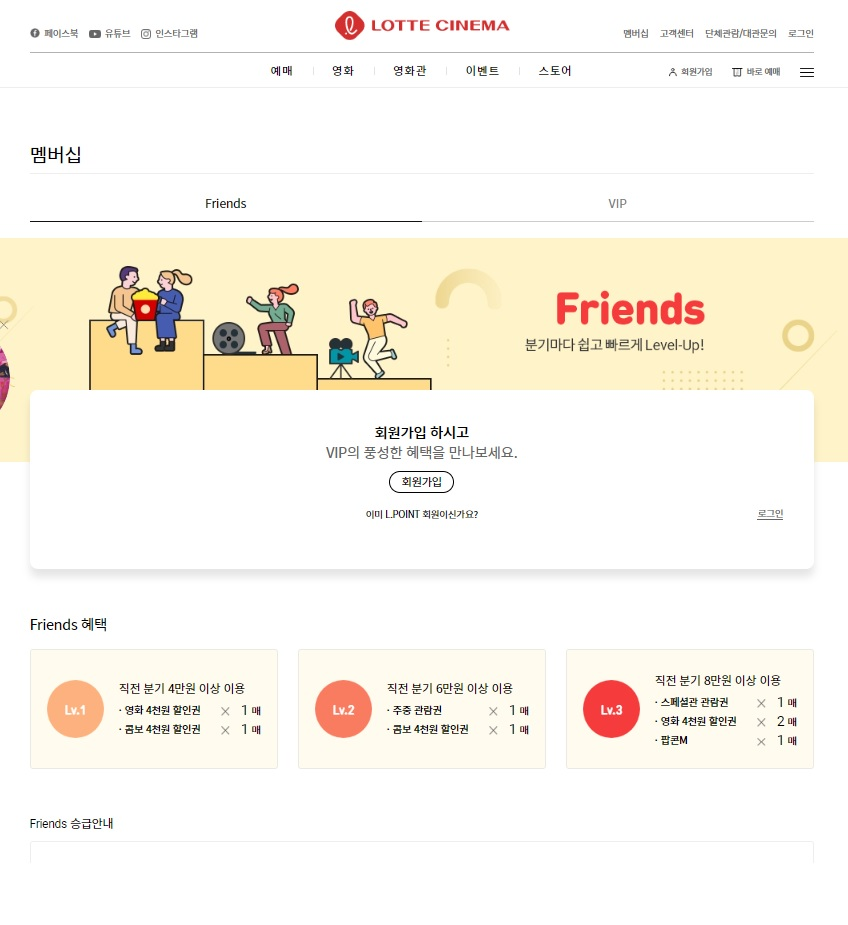 페이스북 유튜브 인스타그램
LOTTE CINEMA
멤버십 고객센터 단체관람/대관문의 로그인
예매 영화 영화관 이벤트 스토어
회원가입 바로 예매
멤버십
Friends VIP
Friends
분기마다 쉽고 빠르게 Level-Up!
회원가입 하시고
VIP의 풍성한 혜택을 만나보세요.
회원가입
이미 L.POINT 회원이신가요? 로그인
Friends 혜택
Lv.1
직전 분기 4만원 이상 이용
· 영화 4천원 할인권 × 1 매
· 콤보 4천원 할인권 × 1 매
Lv.2
직전 분기 6만원 이상 이용
· 주중 관람권 × 1 매
· 콤보 4천원 할인권 × 1 매
Lv.3
직전 분기 8만원 이상 이용
· 스페셜관 관람권 × 1 매
· 영화 4천원 할인권 × 2 매
· 팝콘M × 1 매
Friends 승급안내